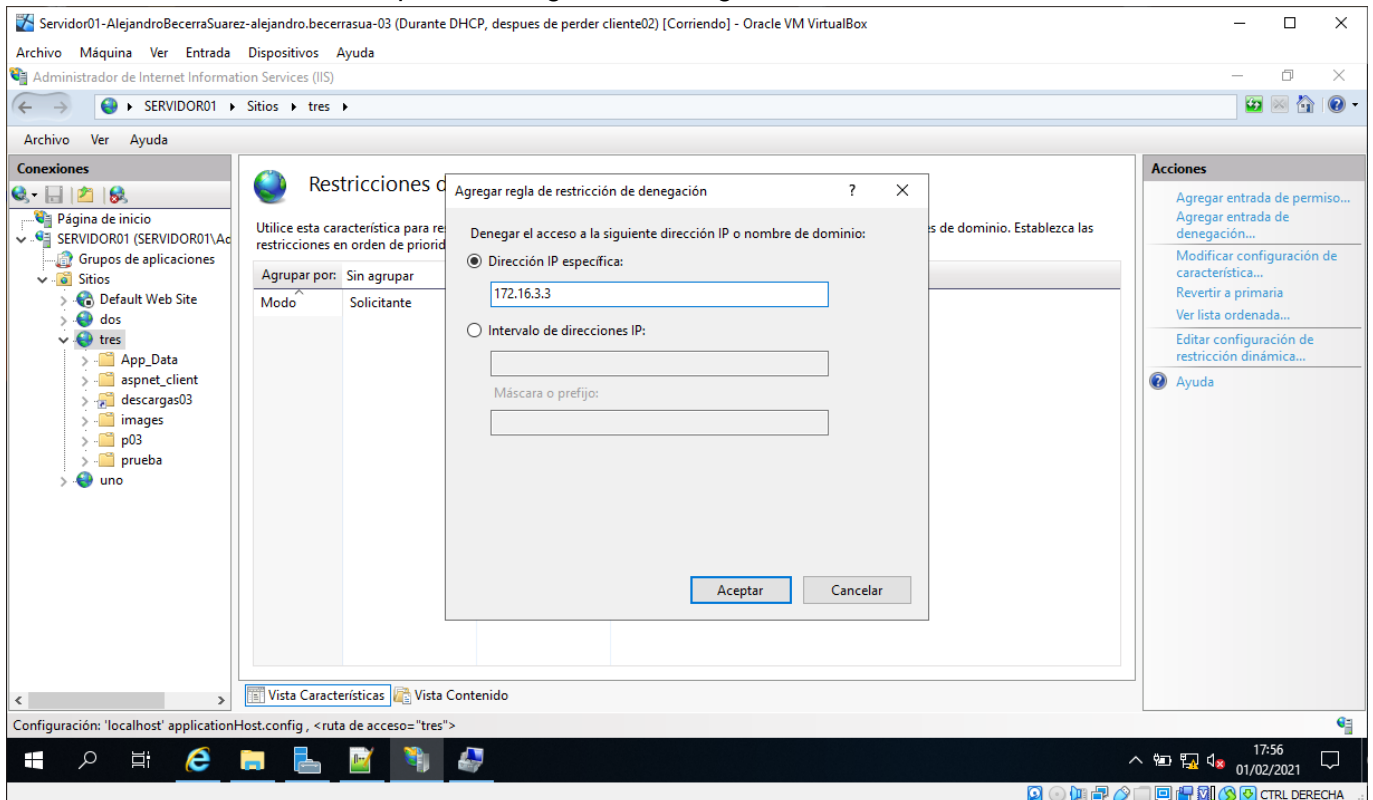 Servidor01-AlejandroBecerraSuarez-alejandro.becerrasua-03 (Durante DHCP, despues de perder cliente02) [Corriendo] - Oracle VM VirtualBox
Archivo Máquina Ver Entrada Dispositivos Ayuda
Administrador de Internet Information Services (IIS)
SERVIDOR01 Sitios tres
Archivo Ver Ayuda
Conexiones
Página de inicio
SERVIDOR01 (SERVIDOR01\Ad
Grupos de aplicaciones
Sitios
Default Web Site
dos
tres
App_Data
aspnet_client
descargas03
images
p03
prueba
uno
Restricciones d
Utilice esta característica para re
es de dominio. Establezca las
restricciones en orden de priorid
Agrupar por: Sin agrupar
Modo Solicitante
Agregar regla de restricción de denegación ?
Denegar el acceso a la siguiente dirección IP o nombre de dominio:
Dirección IP específica:
172.16.3.3
Intervalo de direcciones IP:
Máscara o prefijo:
Aceptar Cancelar
Acciones
Agregar entrada de permiso...
Agregar entrada de
denegación...
Modificar configuración de
característica...
Revertir a primaria
Ver lista ordenada...
Editar configuración de
restricción dinámica...
Ayuda
Vista Características Vista Contenido
Configuración: 'localhost' applicationHost.config , <ruta de acceso="tres">
17:56
01/02/2021
CTRL DERECHA